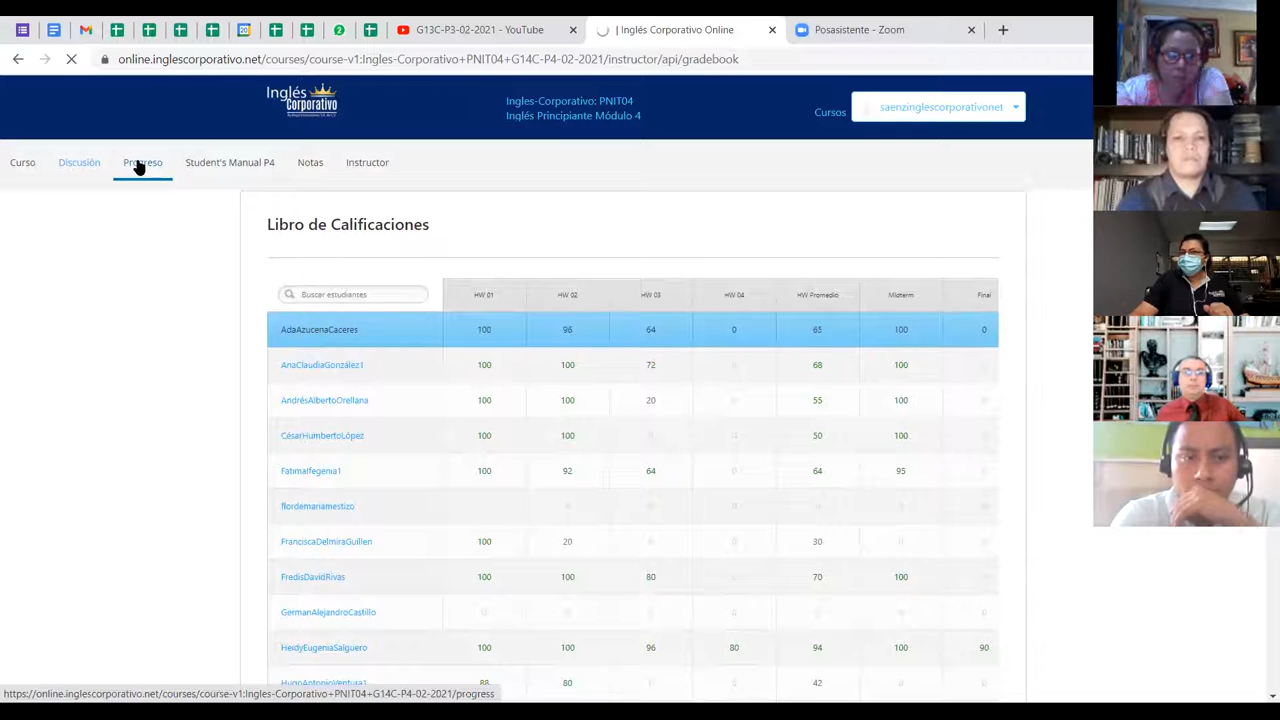 2
G13C-P3-02-2021 - YouTube
| Inglés Corporativo Online
Posasistente - Zoom
online.inglescorporativo.net/courses/course-v1:Ingles-Corporativo+PNIT04+G14C-P4-02-2021/instructor/api/gradebook
Inglés
Corporativo
Ingles-Corporativo: PNIT04
Inglés Principiante Módulo 4
Cursos saenzinglescorporativonet
Curso Discusión Progreso Student's Manual P4 Notas Instructor
Libro de Calificaciones
Buscar estudiantes HW 01 HW 02 HW 03 HW 04 HW Promedio Midterm Final
AdaAzucenaCaceres 100 96 64 0 65 100 0
AnaClaudiaGonzález1 100 100 72 68 100
AndrésAlbertoOrellana 100 100 20 55 100
CésarHumbertoLópez 100 100 50 100
FatimaIfegenia1 100 92 64 0 64 95
flordemariamestizo
FranciscaDelmiraGuillen 100 20 30
FredisDavidRivas 100 100 80 70 100
GermanAlejandroCastillo
HeidyEugeniaSalguero 100 100 96 80 94 100 90
HugoAntonioVentura1 88 80 42
https://online.inglescorporativo.net/courses/course-v1:Ingles-Corporativo+PNIT04+G14C-P4-02-2021/progress